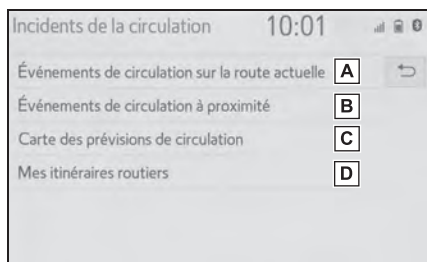 Incidents de la circulation 10:01
Événements de circulation sur la route actuelle A
Événements de circulation à proximité B
Carte des prévisions de circulation C
Mes itinéraires routiers D